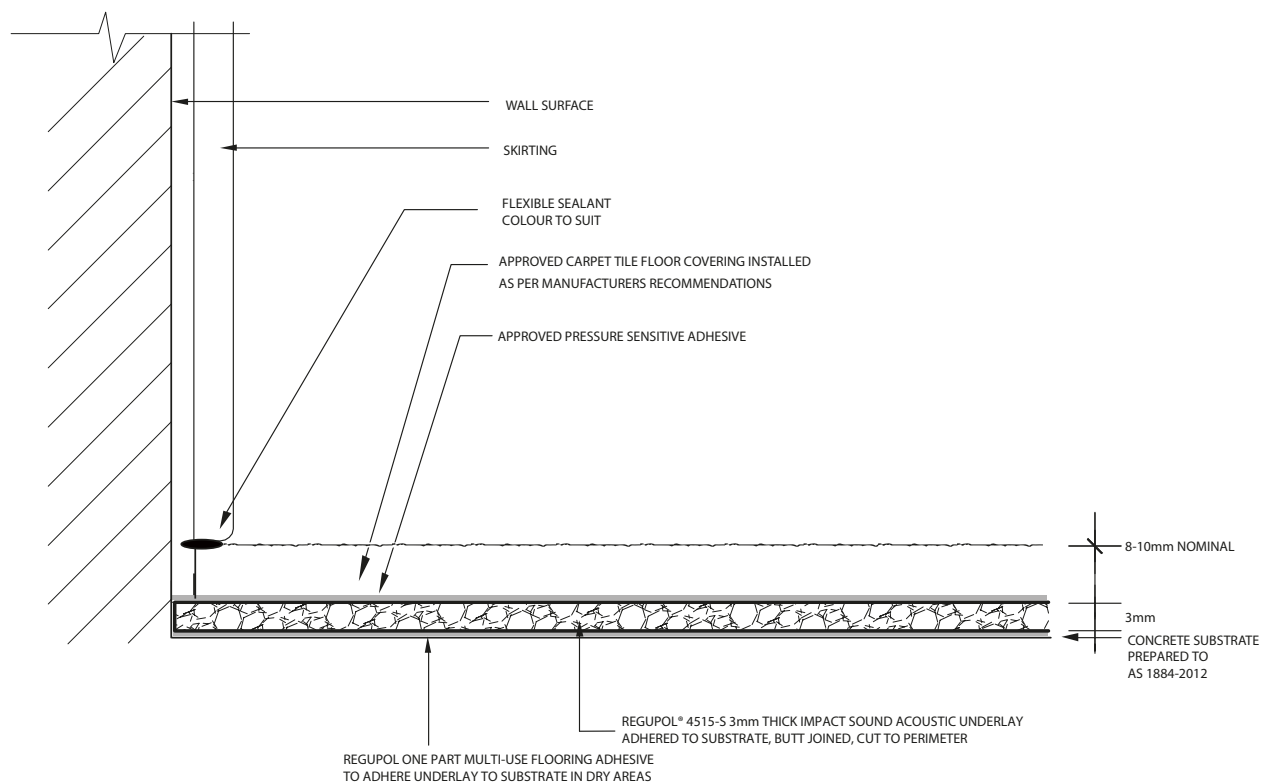 WALL SURFACE
SKIRTING
FLEXIBLE SEALANT
COLOUR TO SUIT
APPROVED CARPET TILE FLOOR COVERING INSTALLED
AS PER MANUFACTURERS RECOMMENDATIONS
APPROVED PRESSURE SENSITIVE ADHESIVE
8-10mm NOMINAL
3mm
CONCRETE SUBSTRATE
PREPARED TO
AS 1884-2012
REGUPOL® 4515-S 3mm THICK IMPACT SOUND ACOUSTIC UNDERLAY
ADHERED TO SUBSTRATE, BUTT JOINED, CUT TO PERIMETER
REGUPOL ONE PART MULTI-USE FLOORING ADHESIVE
TO ADHERE UNDERLAY TO SUBSTRATE IN DRY AREAS